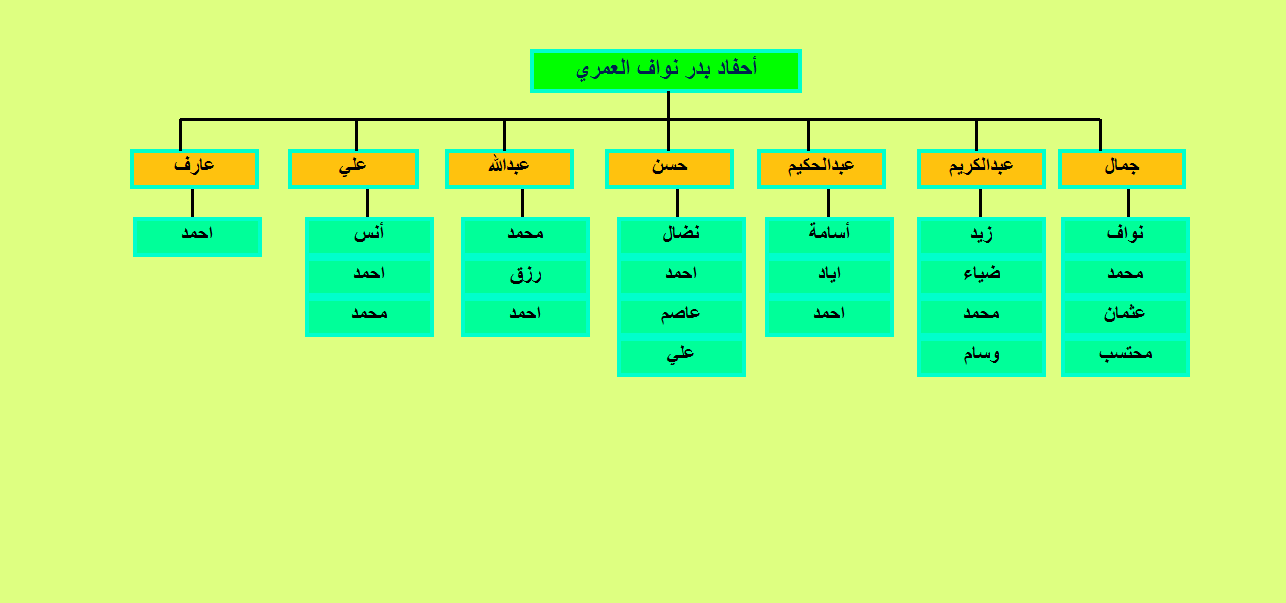 أحفاد بدر نواف العمري
جمال
عبدالكريم
عبدالحكيم
حسن
عبدالله
علي
عارف
نواف
محمد
عثمان
محتسب
زيد
ضياء
محمد
وسام
أسامة
اياد
احمد
نضال
احمد
عاصم
علي
محمد
رزق
احمد
أنس
احمد
محمد
احمد